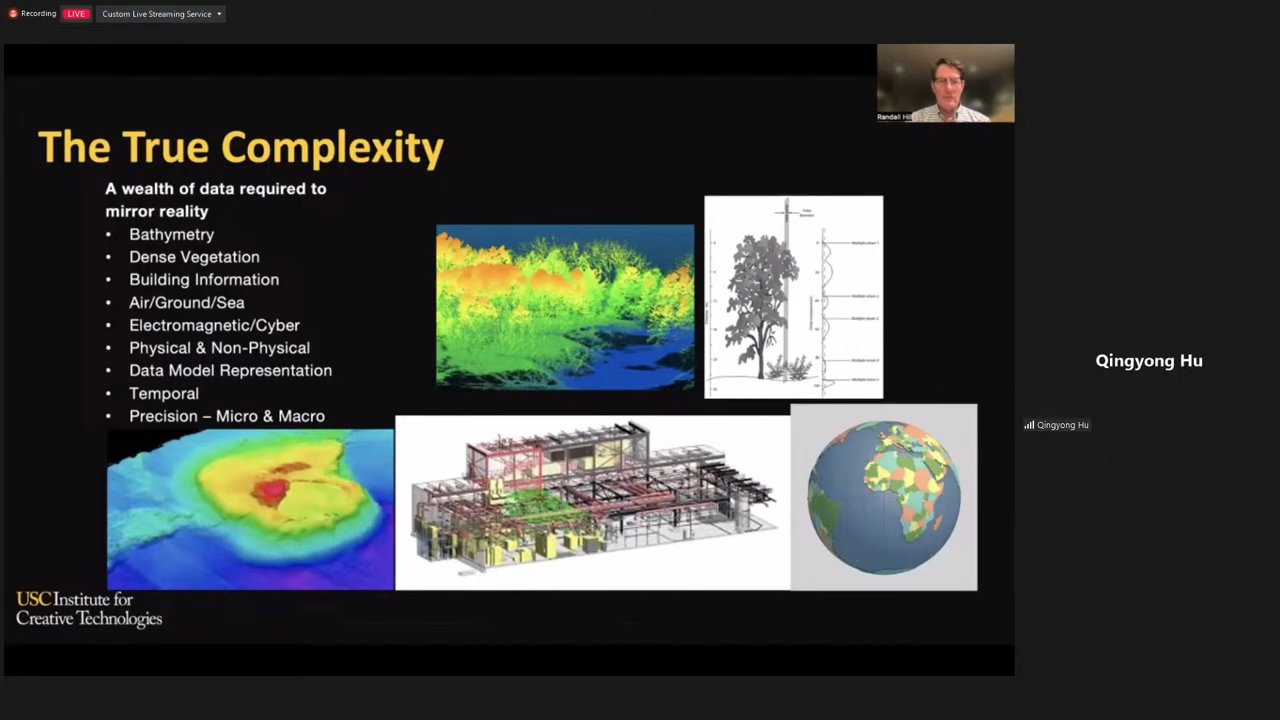 Recording
LIVE
Custom Live Streaming Service
Randall Hil
The True Complexity
A wealth of data required to
mirror reality
• Bathymetry
• Dense Vegetation
• Building Information
• Air/Ground/Sea
• Electromagnetic/Cyber
• Physical & Non-Physical
• Data Model Representation
• Temporal
• Precision – Micro & Macro
USC Institute for
Creative Technologies
Qingyong Hu
Qingyong Hu